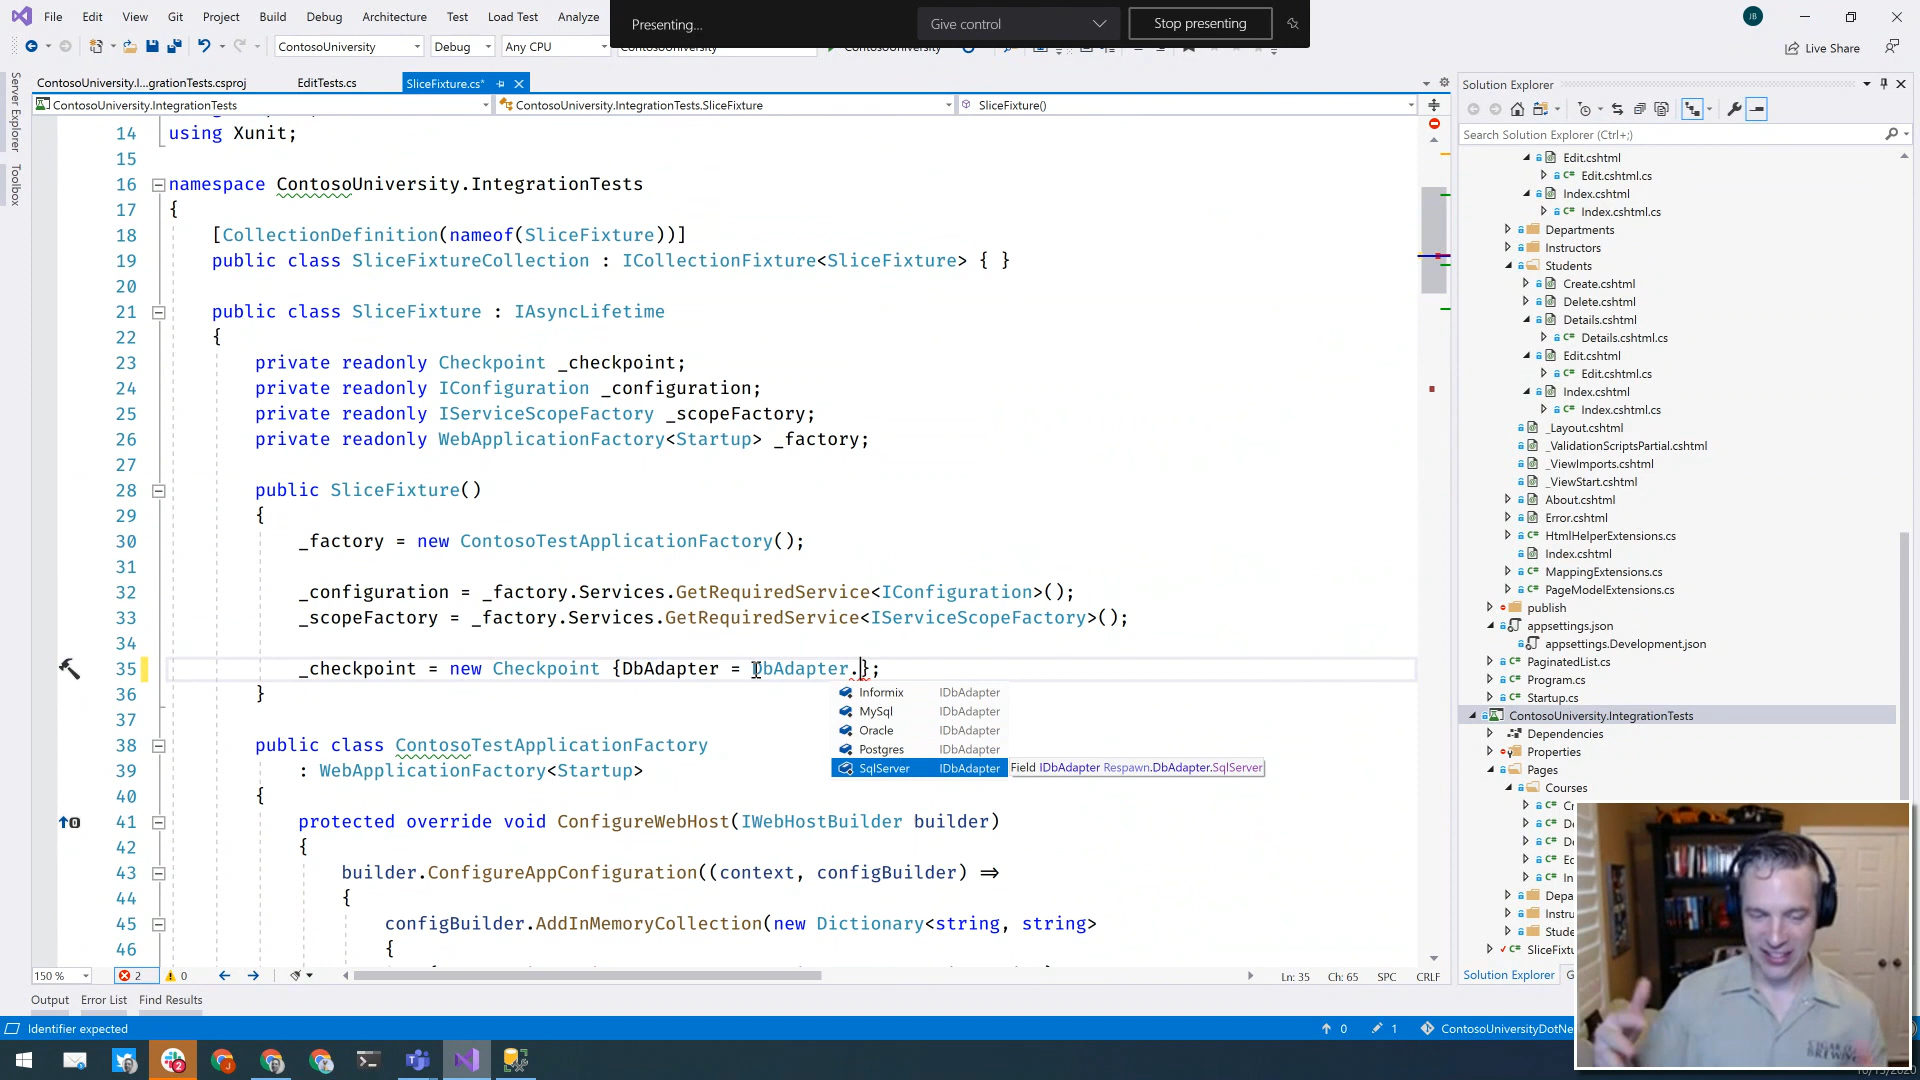 File Edit View Git Project Build Debug Architecture Test Load Test Analyze
Presenting...
Give control
Stop presenting
JB
ContosoUniversity
Debug
Any CPU
Live Share
Server Explorer
Toolbox
ContosoUniversity.I...grationTests.csproj
EditTests.cs
SliceFixture.cs*
ContosoUniversity.IntegrationTests
ContosoUniversity.IntegrationTests.SliceFixture
SliceFixture()
14 using Xunit;
15
16 namespace ContosoUniversity.IntegrationTests
17 {
18 [CollectionDefinition(nameof(SliceFixture))]
19 public class SliceFixtureCollection : ICollectionFixture<SliceFixture> { }
20
21 public class SliceFixture : IAsyncLifetime
22 {
23 private readonly Checkpoint _checkpoint;
24 private readonly IConfiguration _configuration;
25 private readonly IServiceScopeFactory _scopeFactory;
26 private readonly WebApplicationFactory<Startup> _factory;
27
28 public SliceFixture()
29 {
30 _factory = new ContosoTestApplicationFactory();
31
32 _configuration = _factory.Services.GetRequiredService<IConfiguration>();
33 _scopeFactory = _factory.Services.GetRequiredService<IServiceScopeFactory>();
34
35 _checkpoint = new Checkpoint {DbAdapter = DbAdapter.};
36 }
37
38 public class ContosoTestApplicationFactory
39 : WebApplicationFactory<Startup>
40 {
41 protected override void ConfigureWebHost(IWebHostBuilder builder)
42 {
43 builder.ConfigureAppConfiguration((context, configBuilder) =>
44 {
45 configBuilder.AddInMemoryCollection(new Dictionary<string, string>
46 {
Informix IDbAdapter
MySql IDbAdapter
Oracle IDbAdapter
Postgres IDbAdapter
SqlServer IDbAdapter
Field IDbAdapter Respawn.DbAdapter.SqlServer
150 %
2
0
Ln: 35 Ch: 65 SPC CRLF
Output Error List Find Results
Identifier expected
0
1
ContosoUniversityDotNe
Solution Explorer
Search Solution Explorer (Ctrl+;)
Edit.cshtml
Edit.cshtml.cs
Index.cshtml
Index.cshtml.cs
Departments
Instructors
Students
Create.cshtml
Delete.cshtml
Details.cshtml
Details.cshtml.cs
Edit.cshtml
Edit.cshtml.cs
Index.cshtml
Index.cshtml.cs
_Layout.cshtml
_ValidationScriptsPartial.cshtml
_ViewImports.cshtml
_ViewStart.cshtml
About.cshtml
Error.cshtml
HtmlHelperExtensions.cs
Index.cshtml
MappingExtensions.cs
PageModelExtensions.cs
publish
appsettings.json
appsettings.Development.json
PaginatedList.cs
Program.cs
Startup.cs
ContosoUniversity.IntegrationTests
Dependencies
Properties
Pages
Courses
Solution Explorer